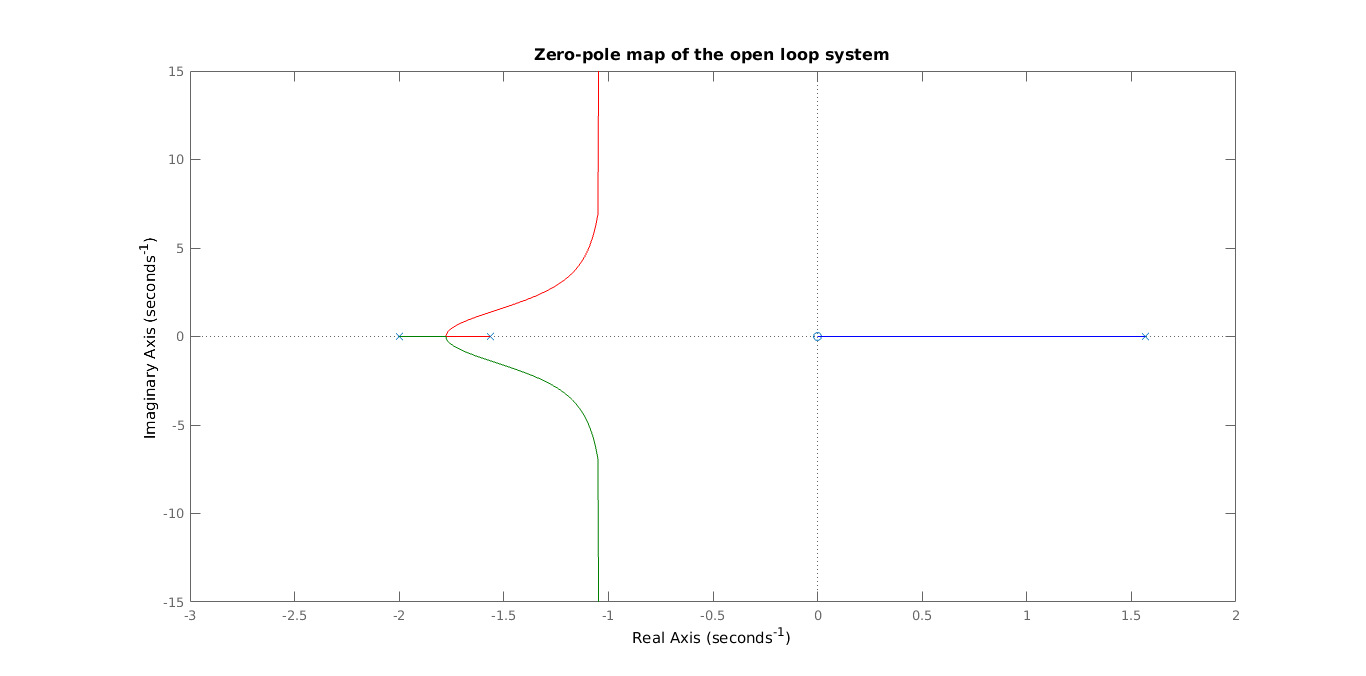 Zero-pole map of the open loop system
15
10
5
0
-5
-10
-15
Imaginary Axis (seconds⁻¹)
-3 -2.5 -2 -1.5 -1 -0.5 0 0.5 1 1.5 2
Real Axis (seconds⁻¹)